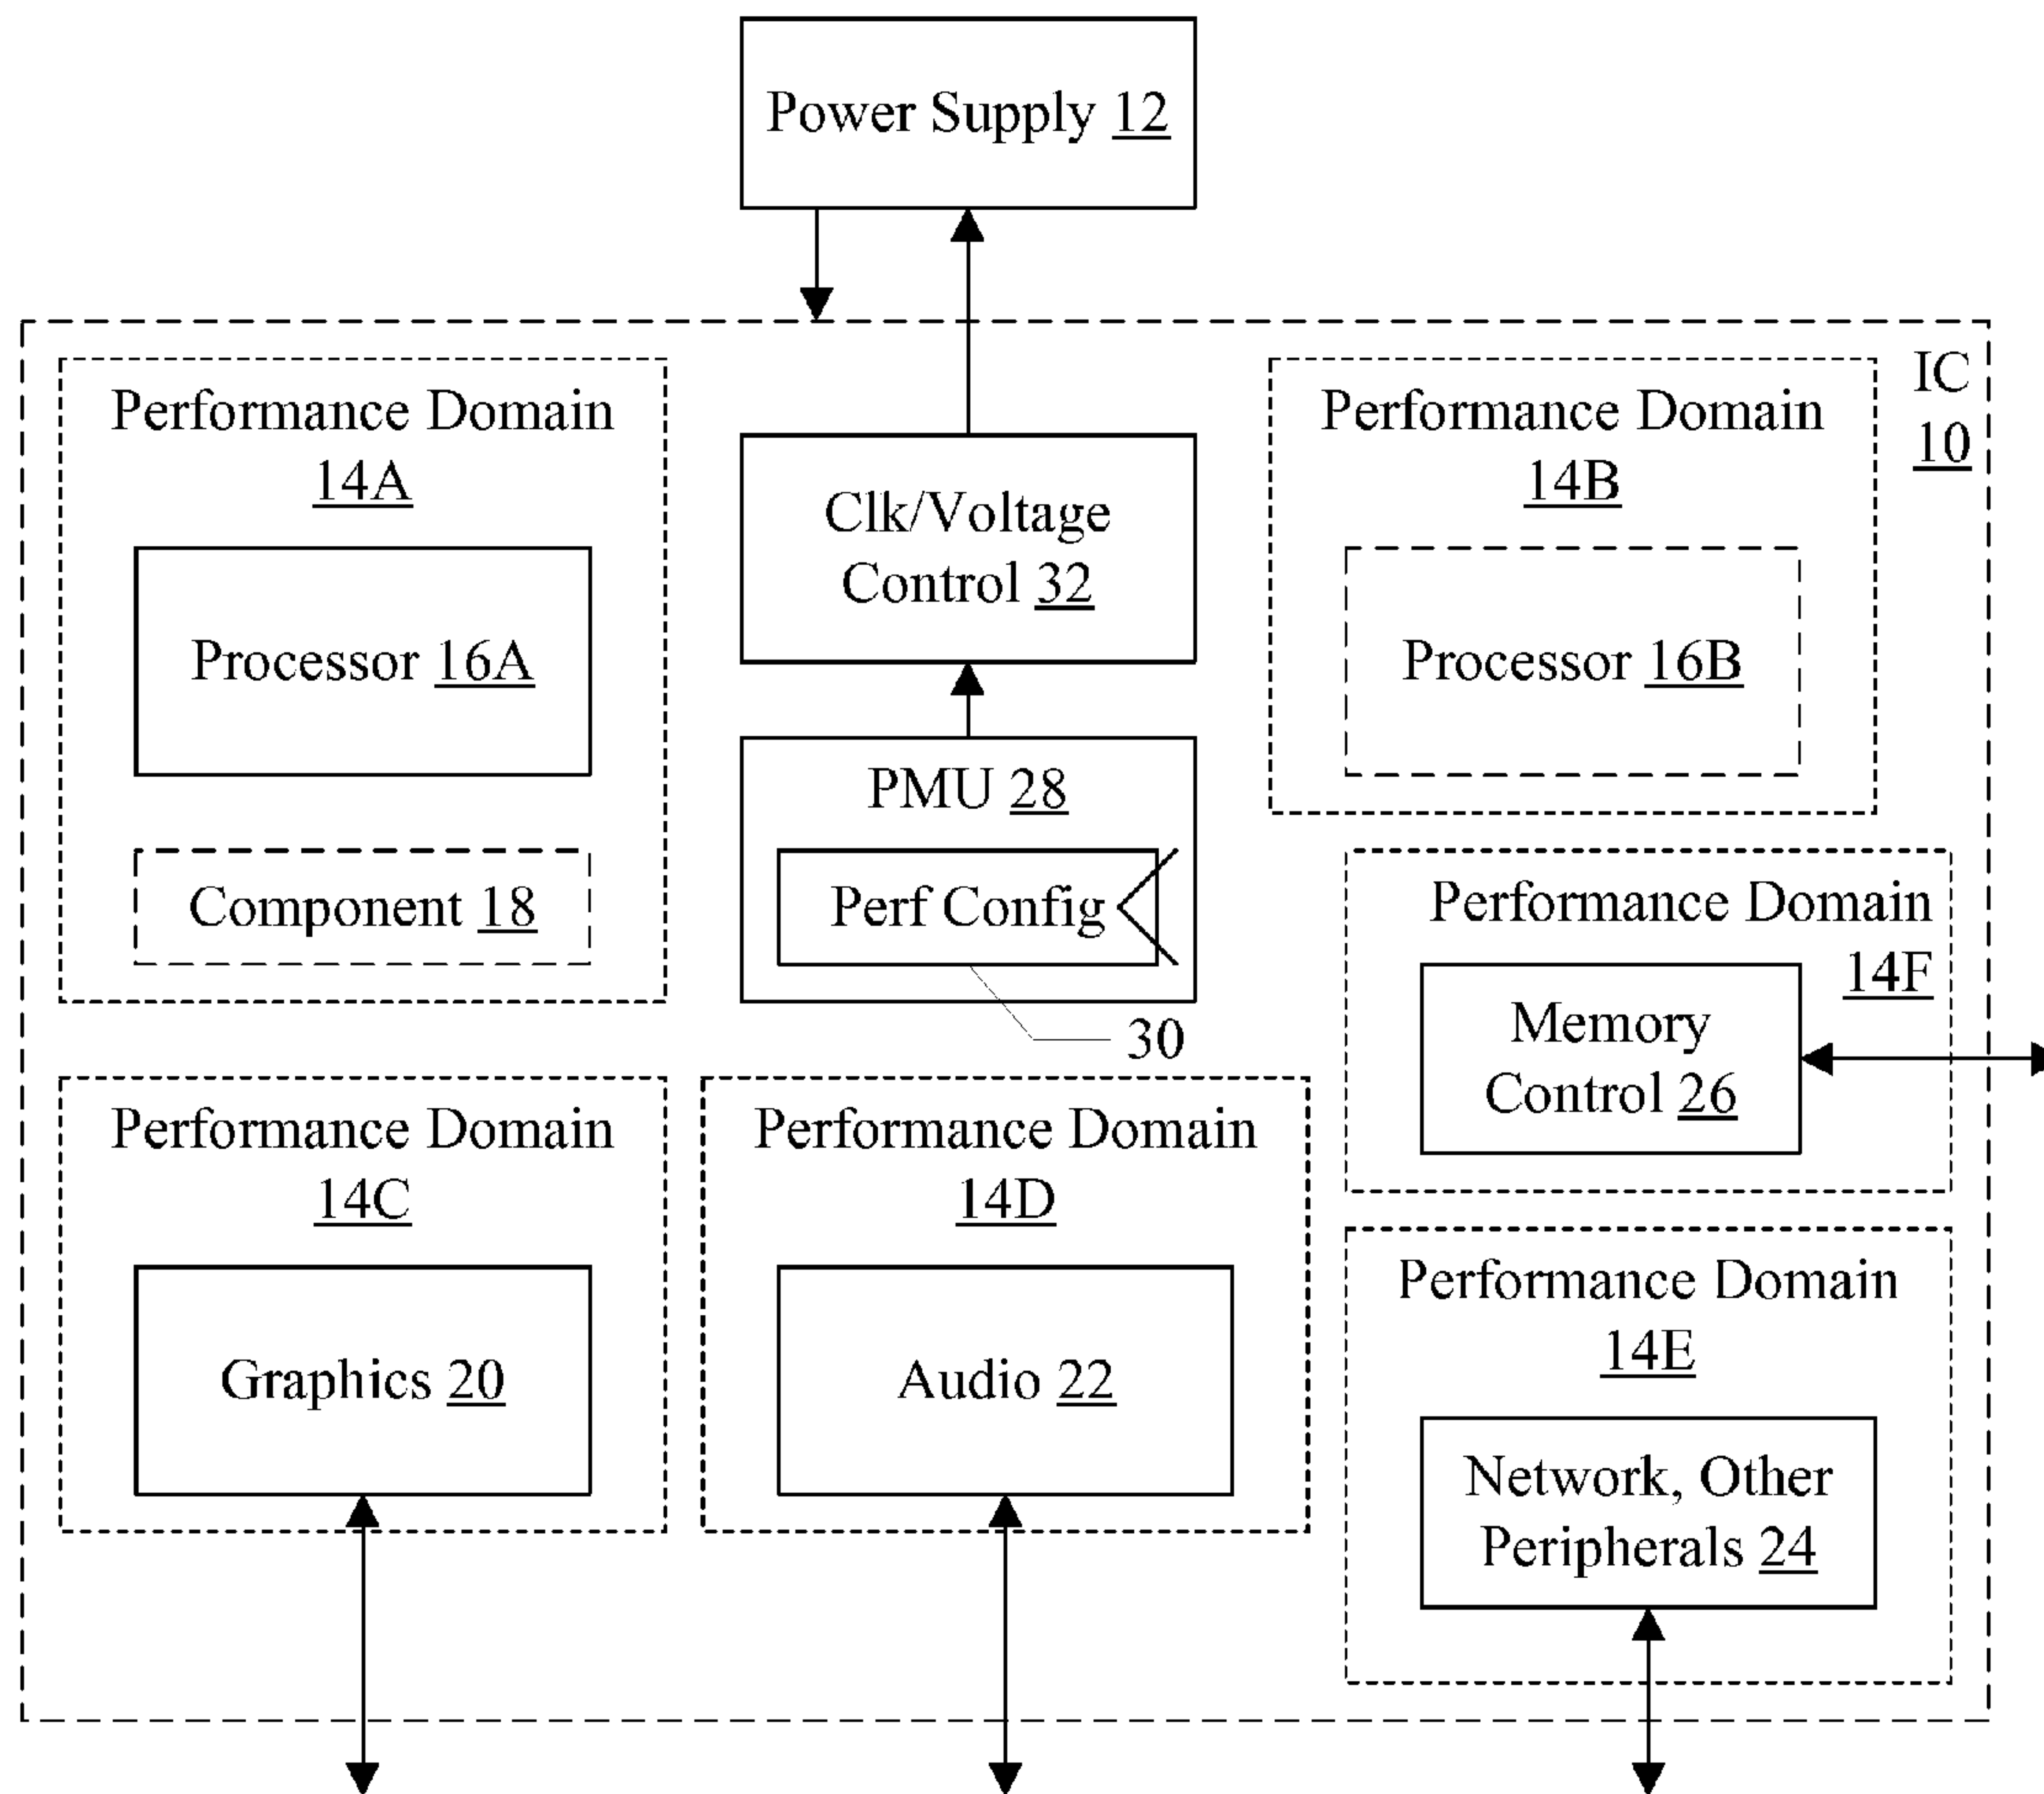 Power Supply 12
IC
10
Performance Domain
14A
Processor 16A
Component 18
Clk/Voltage
Control 32
PMU 28
Perf Config
30
Performance Domain
14B
Processor 16B
Performance Domain
14F
Memory
Control 26
Performance Domain
14C
Graphics 20
Performance Domain
14D
Audio 22
Performance Domain
14E
Network, Other
Peripherals 24